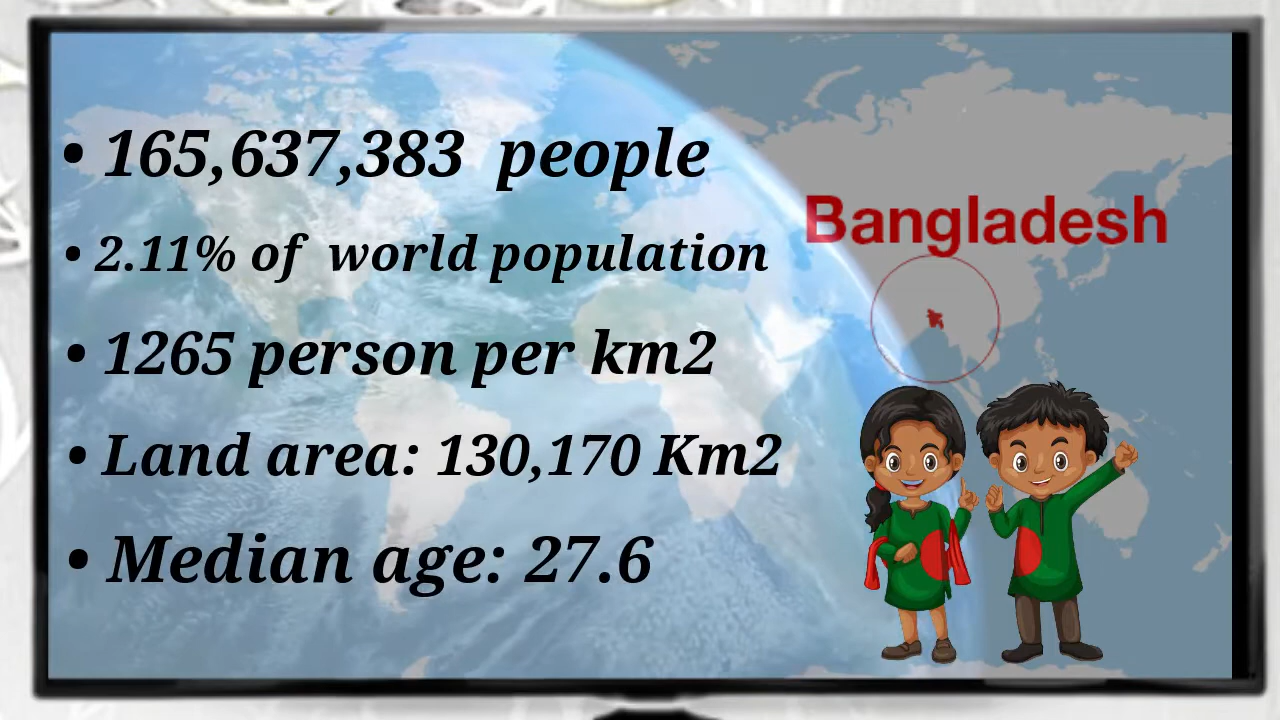 • 165,637,383 people
• 2.11% of world population
• 1265 person per km2
• Land area: 130,170 Km2
• Median age: 27.6
Bangladesh